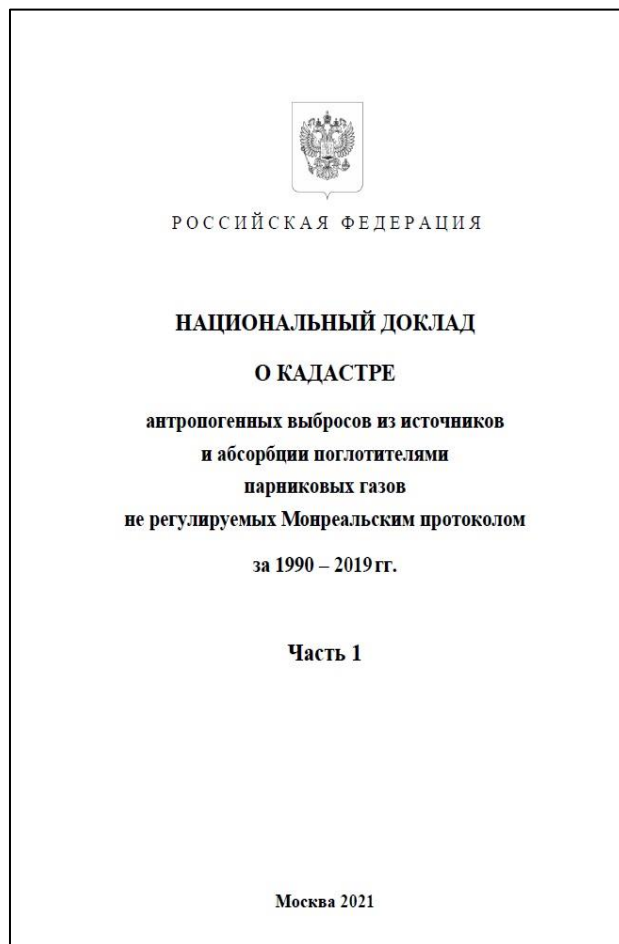 РОССИЙСКАЯ ФЕДЕРАЦИЯ
НАЦИОНАЛЬНЫЙ ДОКЛАД
О КАДАСТРЕ
антропогенных выбросов из источников
и абсорбции поглотителями
парниковых газов
не регулируемых Монреальским протоколом
за 1990 – 2019 гг.
Часть 1
Москва 2021